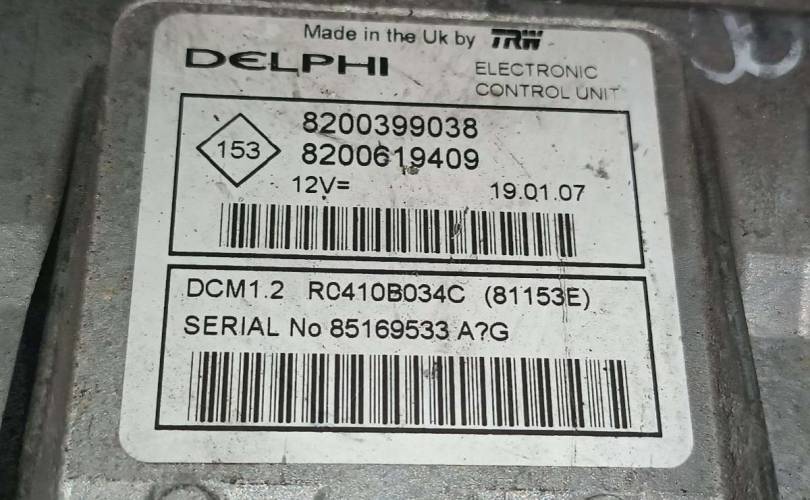 Made in the Uk by TRW
DELPHI
ELECTRONIC
CONTROL UNIT
153
8200399038
8200619409
12V=
19.01.07
DCM1.2 R0410B034C (81153E)
SERIAL No 85169533 A?G